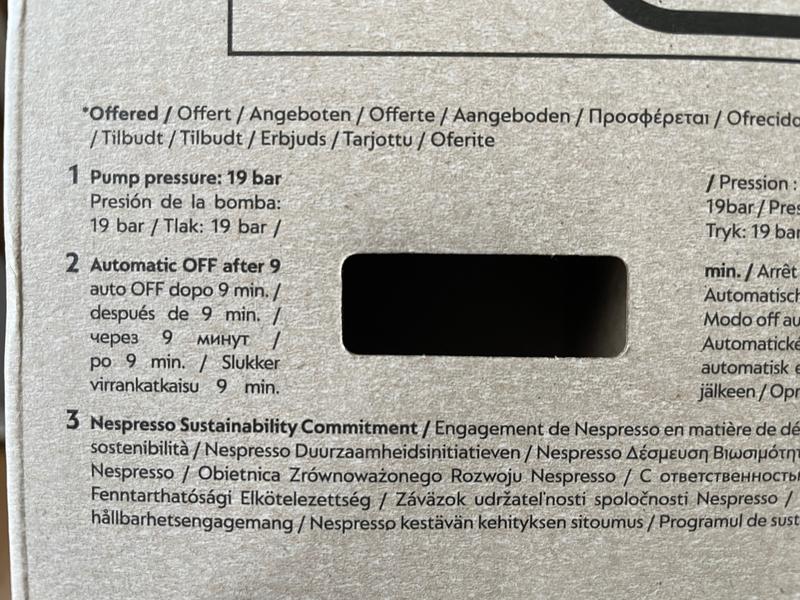 *Offered / Offert / Angeboten / Offerte / Aangeboden / Προσφέρεται / Ofrecido
/ Tilbudt / Tilbudt / Erbjuds / Tarjottu / Oferite
1 Pump pressure: 19 bar / Pression :
Presión de la bomba: 19bar / Pres
19 bar / Tlak: 19 bar / Tryk: 19 bar
2 Automatic OFF after 9 min. / Arrêt
auto OFF dopo 9 min. / Automatisch
después de 9 min. / Modo off au
через 9 минут / Automatické
po 9 min. / Slukker automatisk e
virrankatkaisu 9 min. jälkeen / Opr
3 Nespresso Sustainability Commitment / Engagement de Nespresso en matière de dé
sostenibilità / Nespresso Duurzaamheidsinitiatieven / Nespresso Δέσμευση Βιωσιμότητ
Nespresso / Obietnica Zrównoważonego Rozwoju Nespresso / С ответственность
Fenntarthatósági Elkötelezettség / Záväzok udržateľnosti spoločnosti Nespresso /
hållbarhetsengagemang / Nespresso kestävän kehityksen sitoumus / Programul de sust